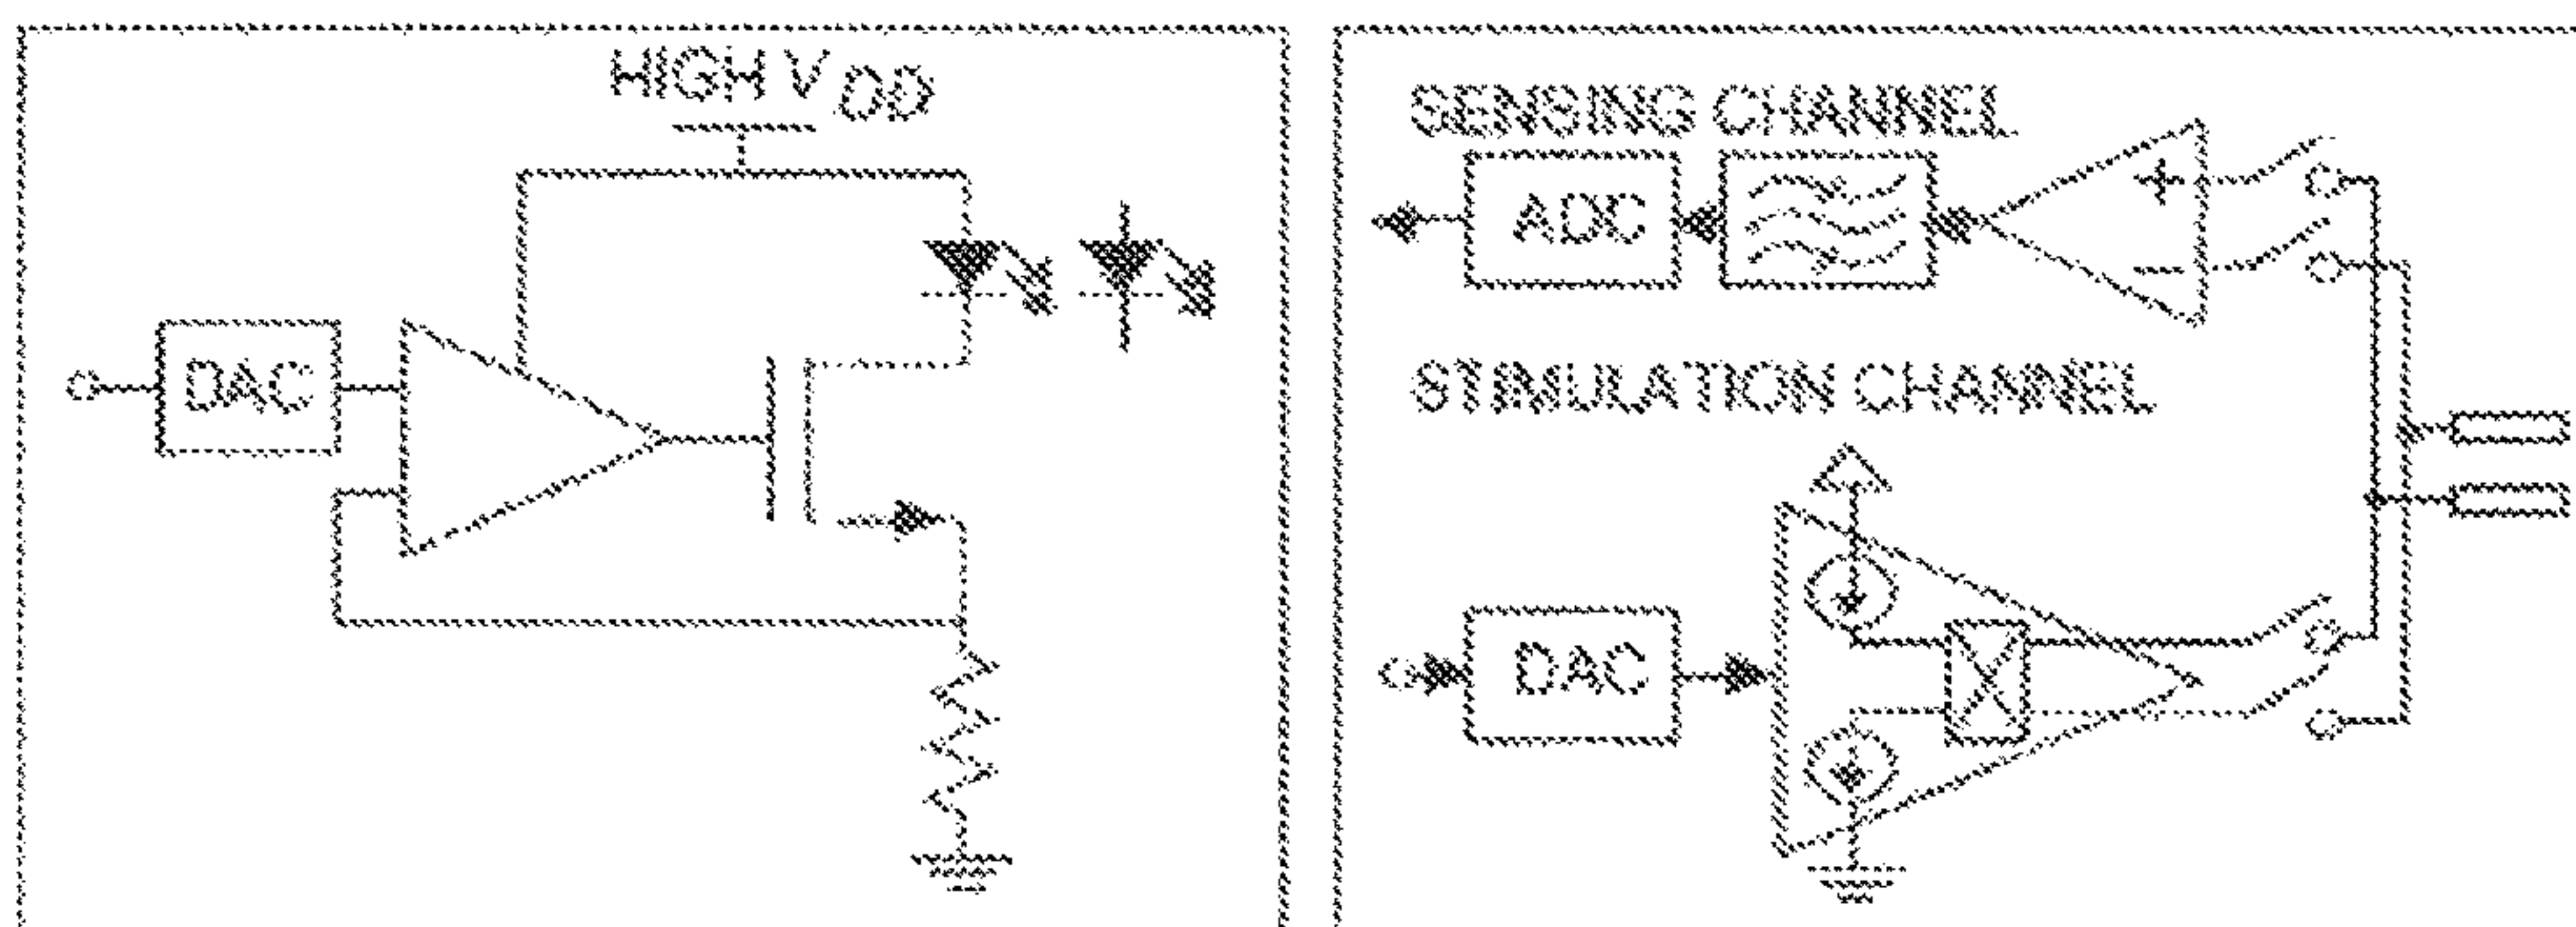 HIGH VDD
DAC
SENSING CHANNEL
ADC
+
−
STIMULATION CHANNEL
DAC